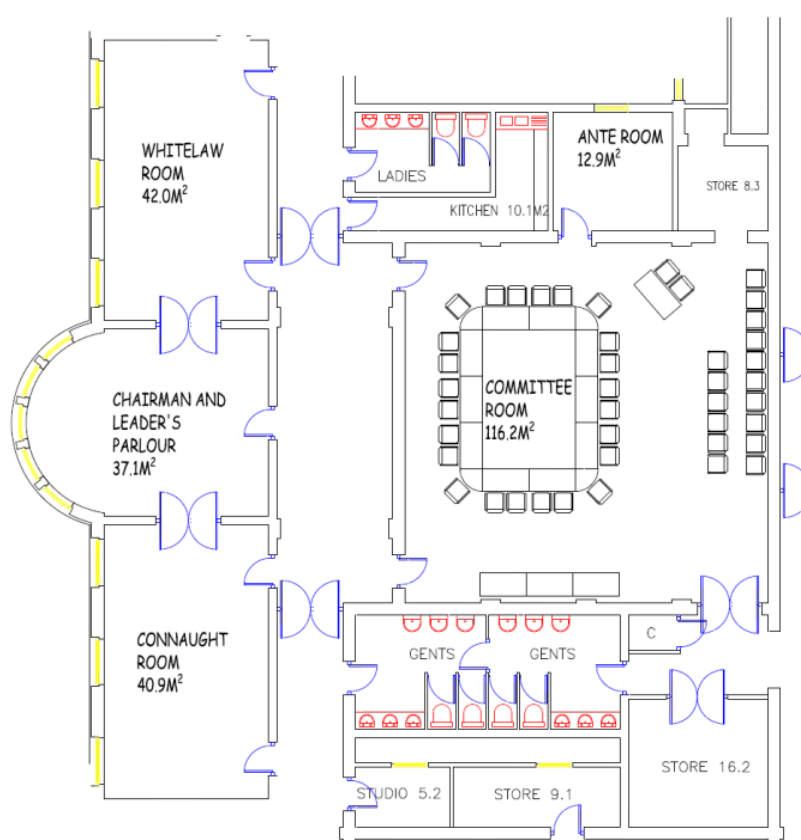 WHITELAW
ROOM
42.0M²
LADIES
KITCHEN 10.1M2
ANTE ROOM
12.9M²
STORE 8.3
CHAIRMAN AND
LEADER'S
PARLOUR
37.1M²
COMMITTEE
ROOM
116.2M²
CONNAUGHT
ROOM
40.9M²
GENTS
GENTS
C
STUDIO 5.2
STORE 9.1
STORE 16.2